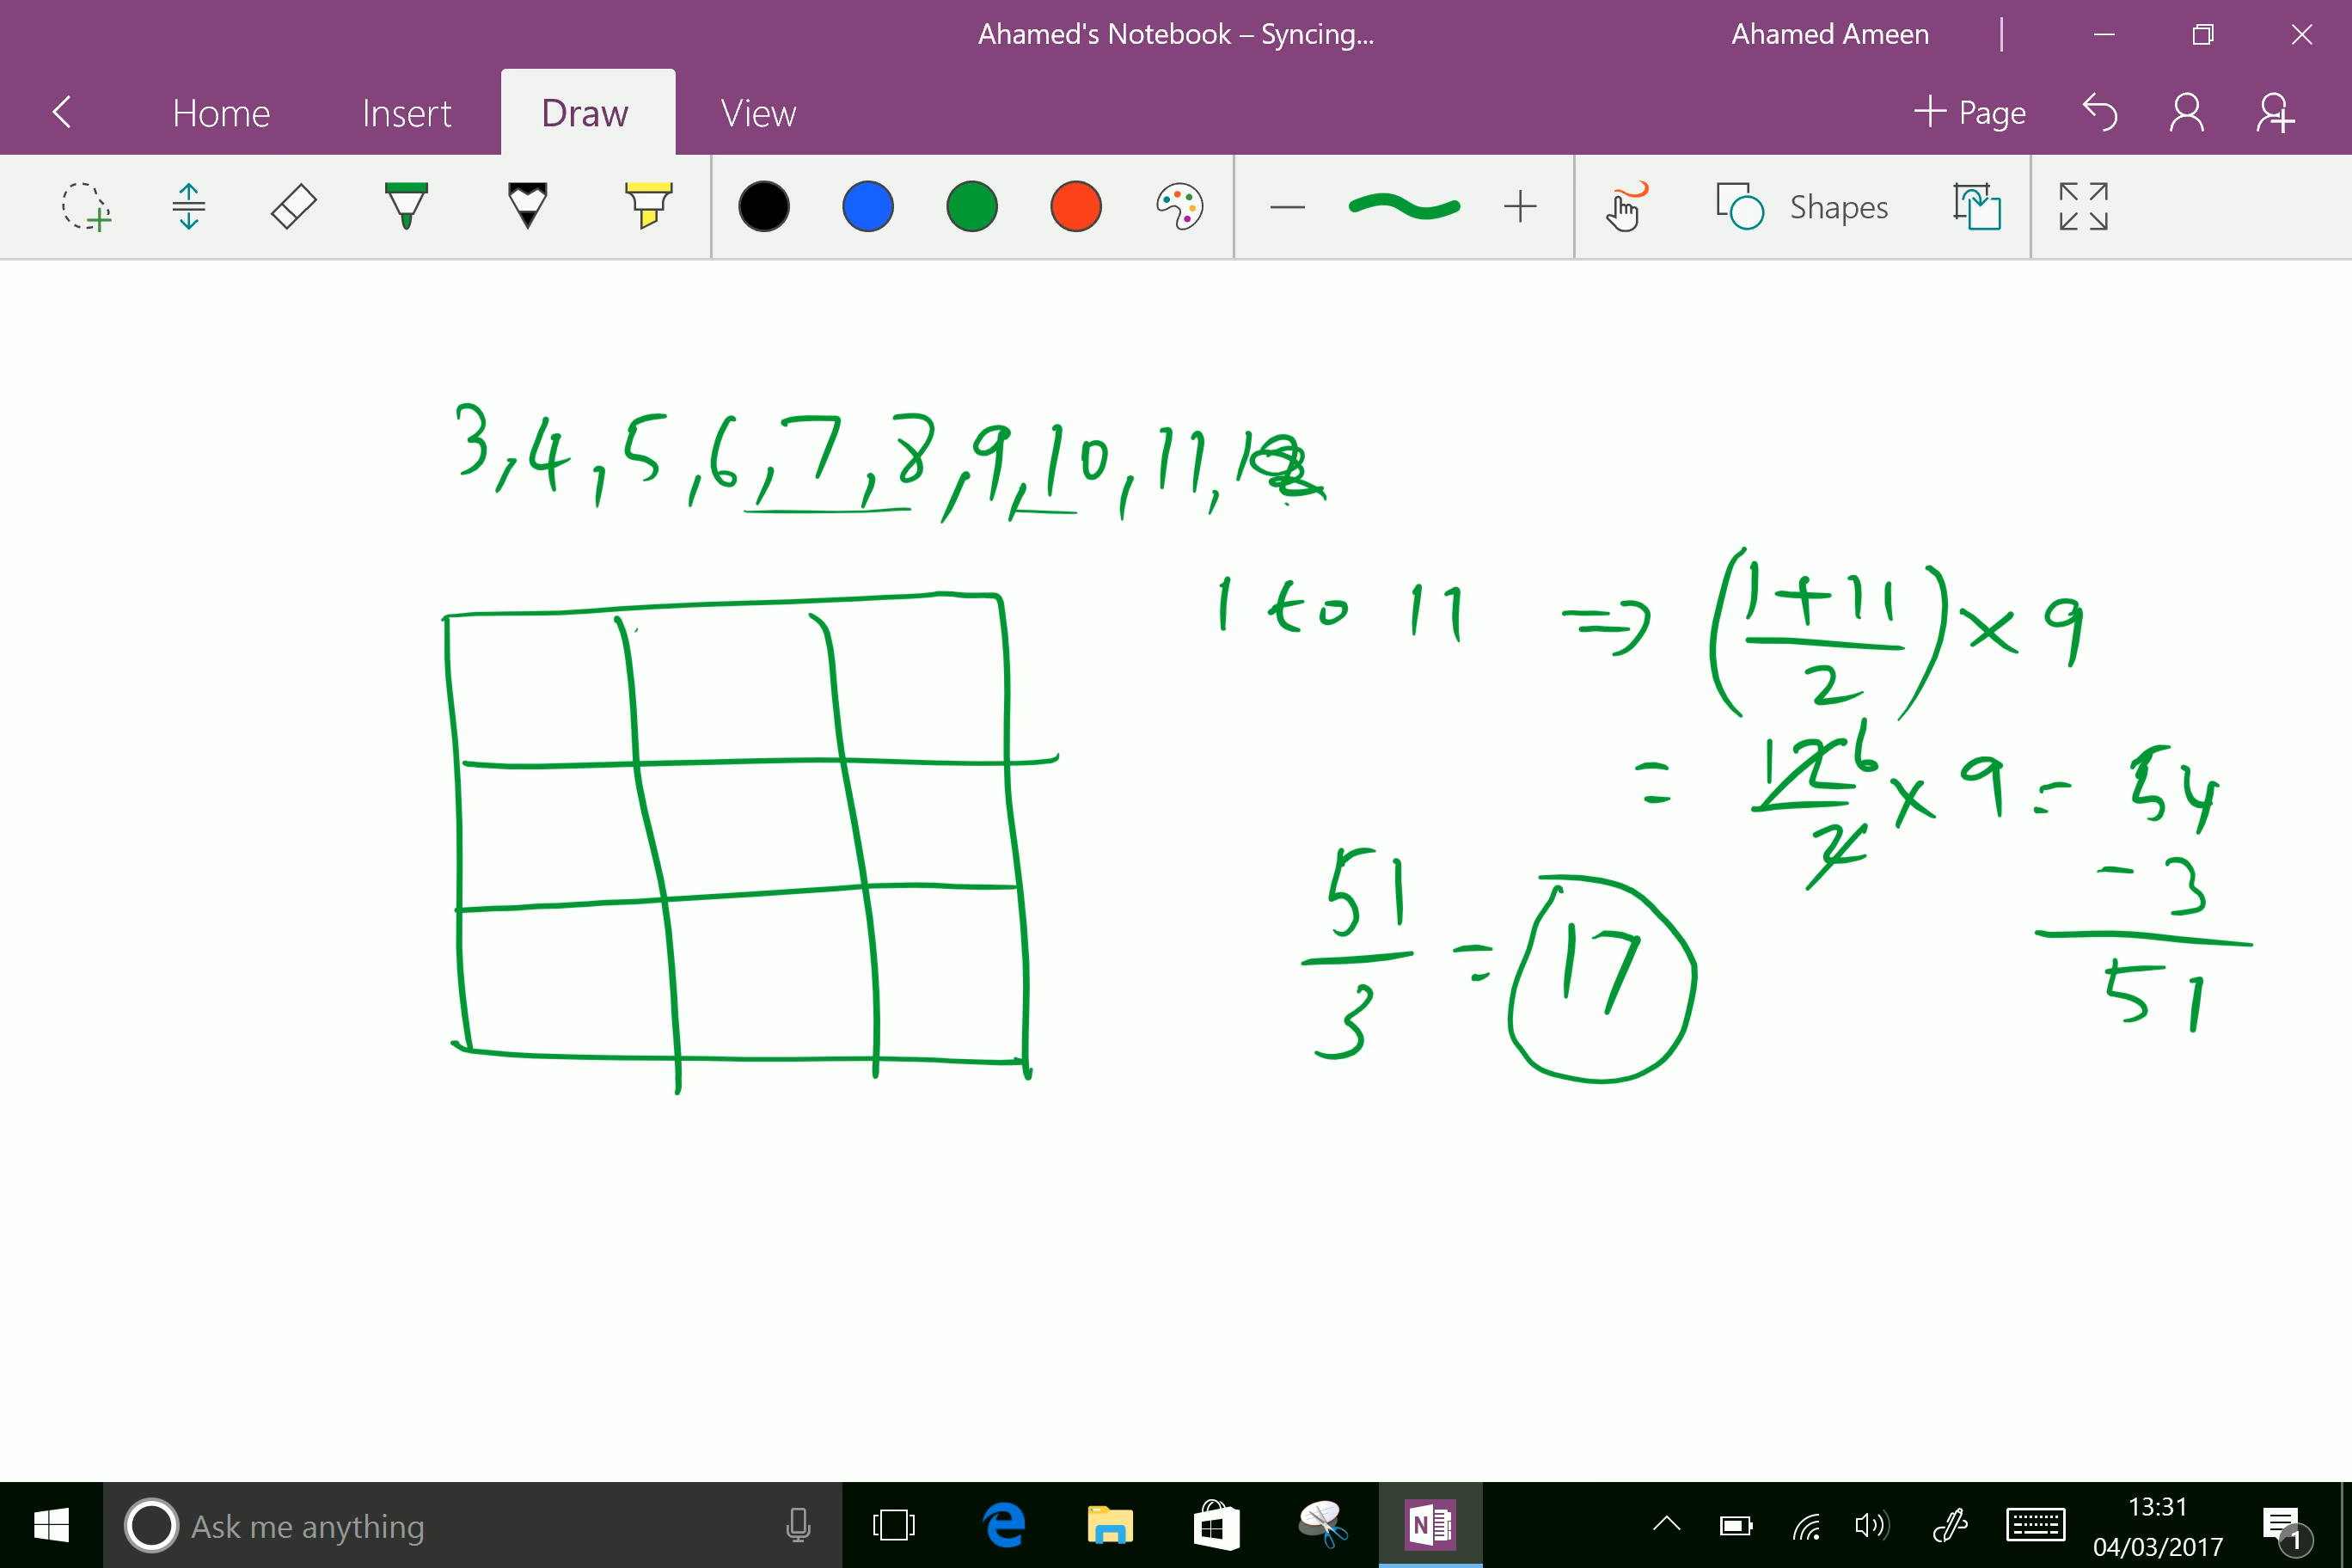 Ahamed's Notebook – Syncing...
Ahamed Ameen
Home Insert Draw View
+ Page
Shapes
3,4,5,6,7,8,9,10,11,
1 to 11 ⇒ (1+11/2) × 9
= 12/2 6 × 9 = 54
- 3
51
51/3 = 17
Ask me anything
N
13:31
04/03/2017
1